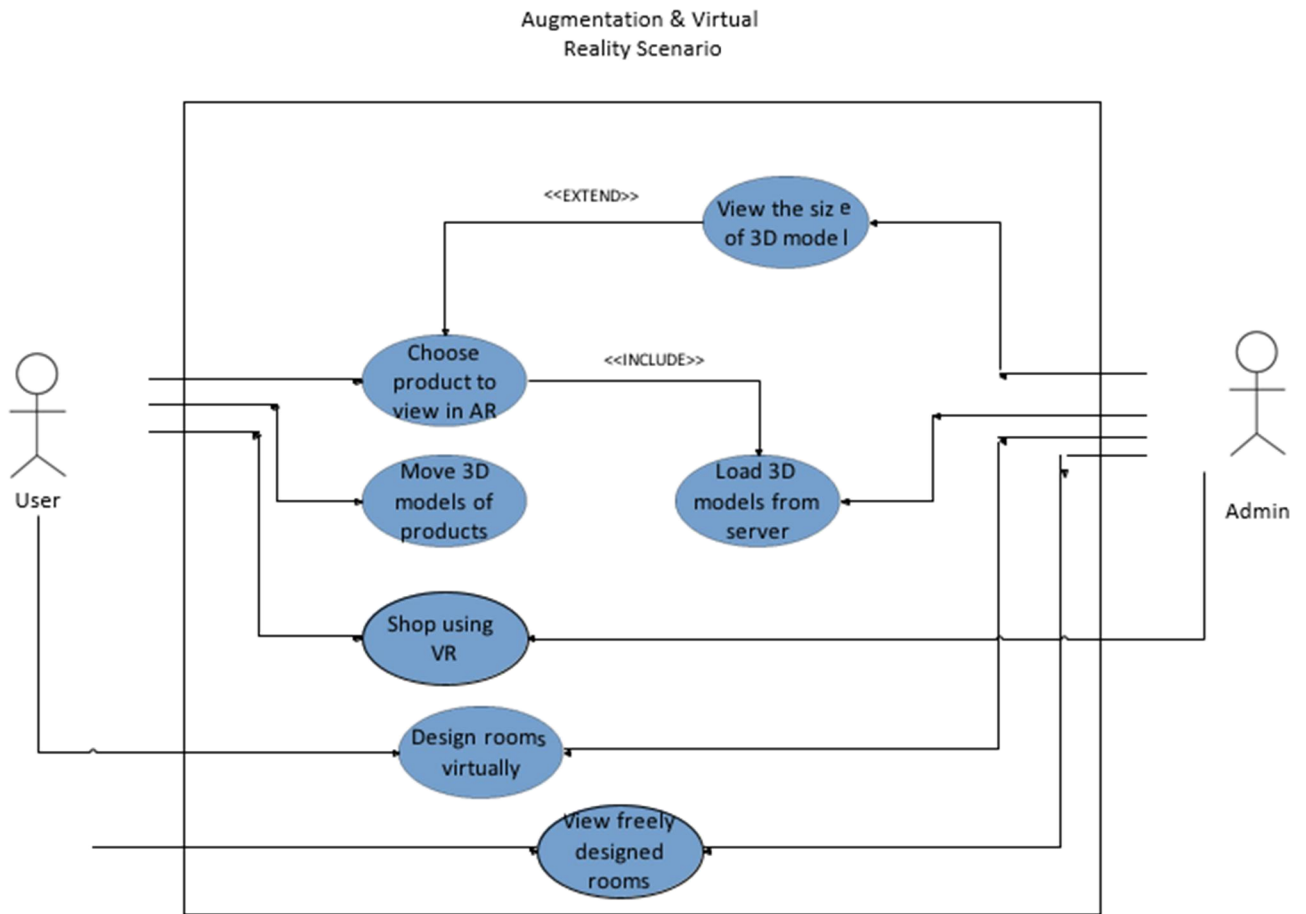 Augmentation & Virtual
Reality Scenario
<<EXTEND>>
View the size
of 3D model
Choose
product to
view in AR
<<INCLUDE>>
Move 3D
models of
products
Load 3D
models from
server
User
Admin
Shop using
VR
Design rooms
virtually
View freely
designed
rooms